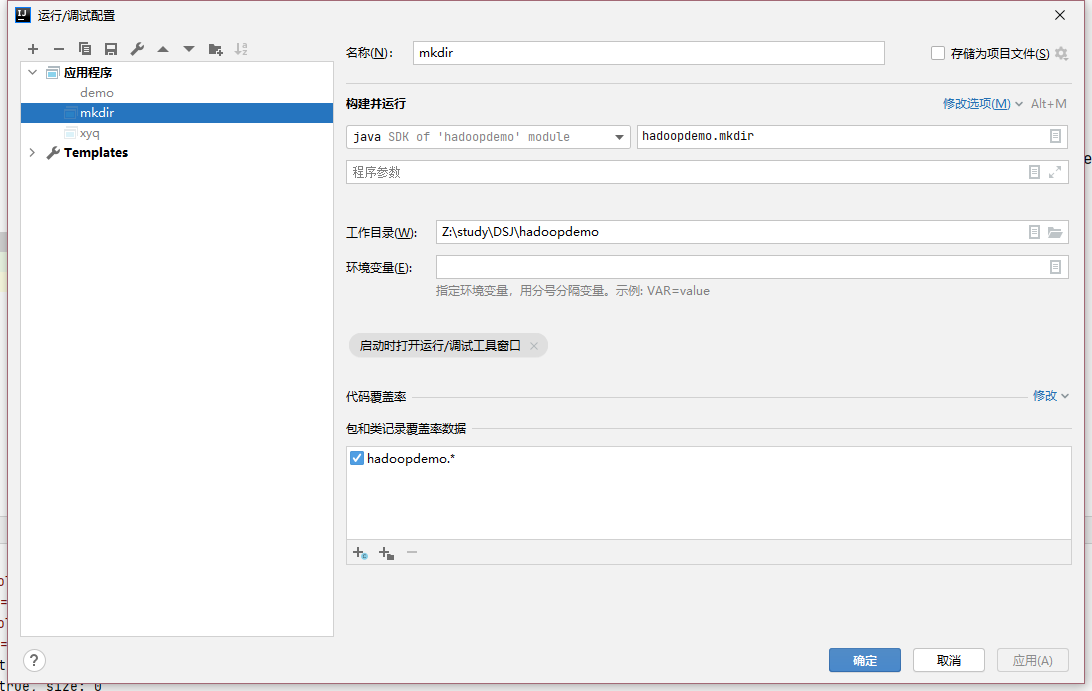 运行/调试配置
应用程序
demo
mkdir
xyq
Templates
名称(N):
mkdir
存储为项目文件(S)
构建并运行
修改选项(M)
Alt+M
java SDK of 'hadoopdemo' module
hadoopdemo.mkdir
程序参数
工作目录(W):
Z:\study\DSJ\hadoopdemo
环境变量(E):
指定环境变量，用分号分隔变量。示例: VAR=value
启动时打开运行/调试工具窗口
代码覆盖率
修改
包和类记录覆盖率数据
hadoopdemo.*
?
确定
取消
应用(A)
true, size: 0